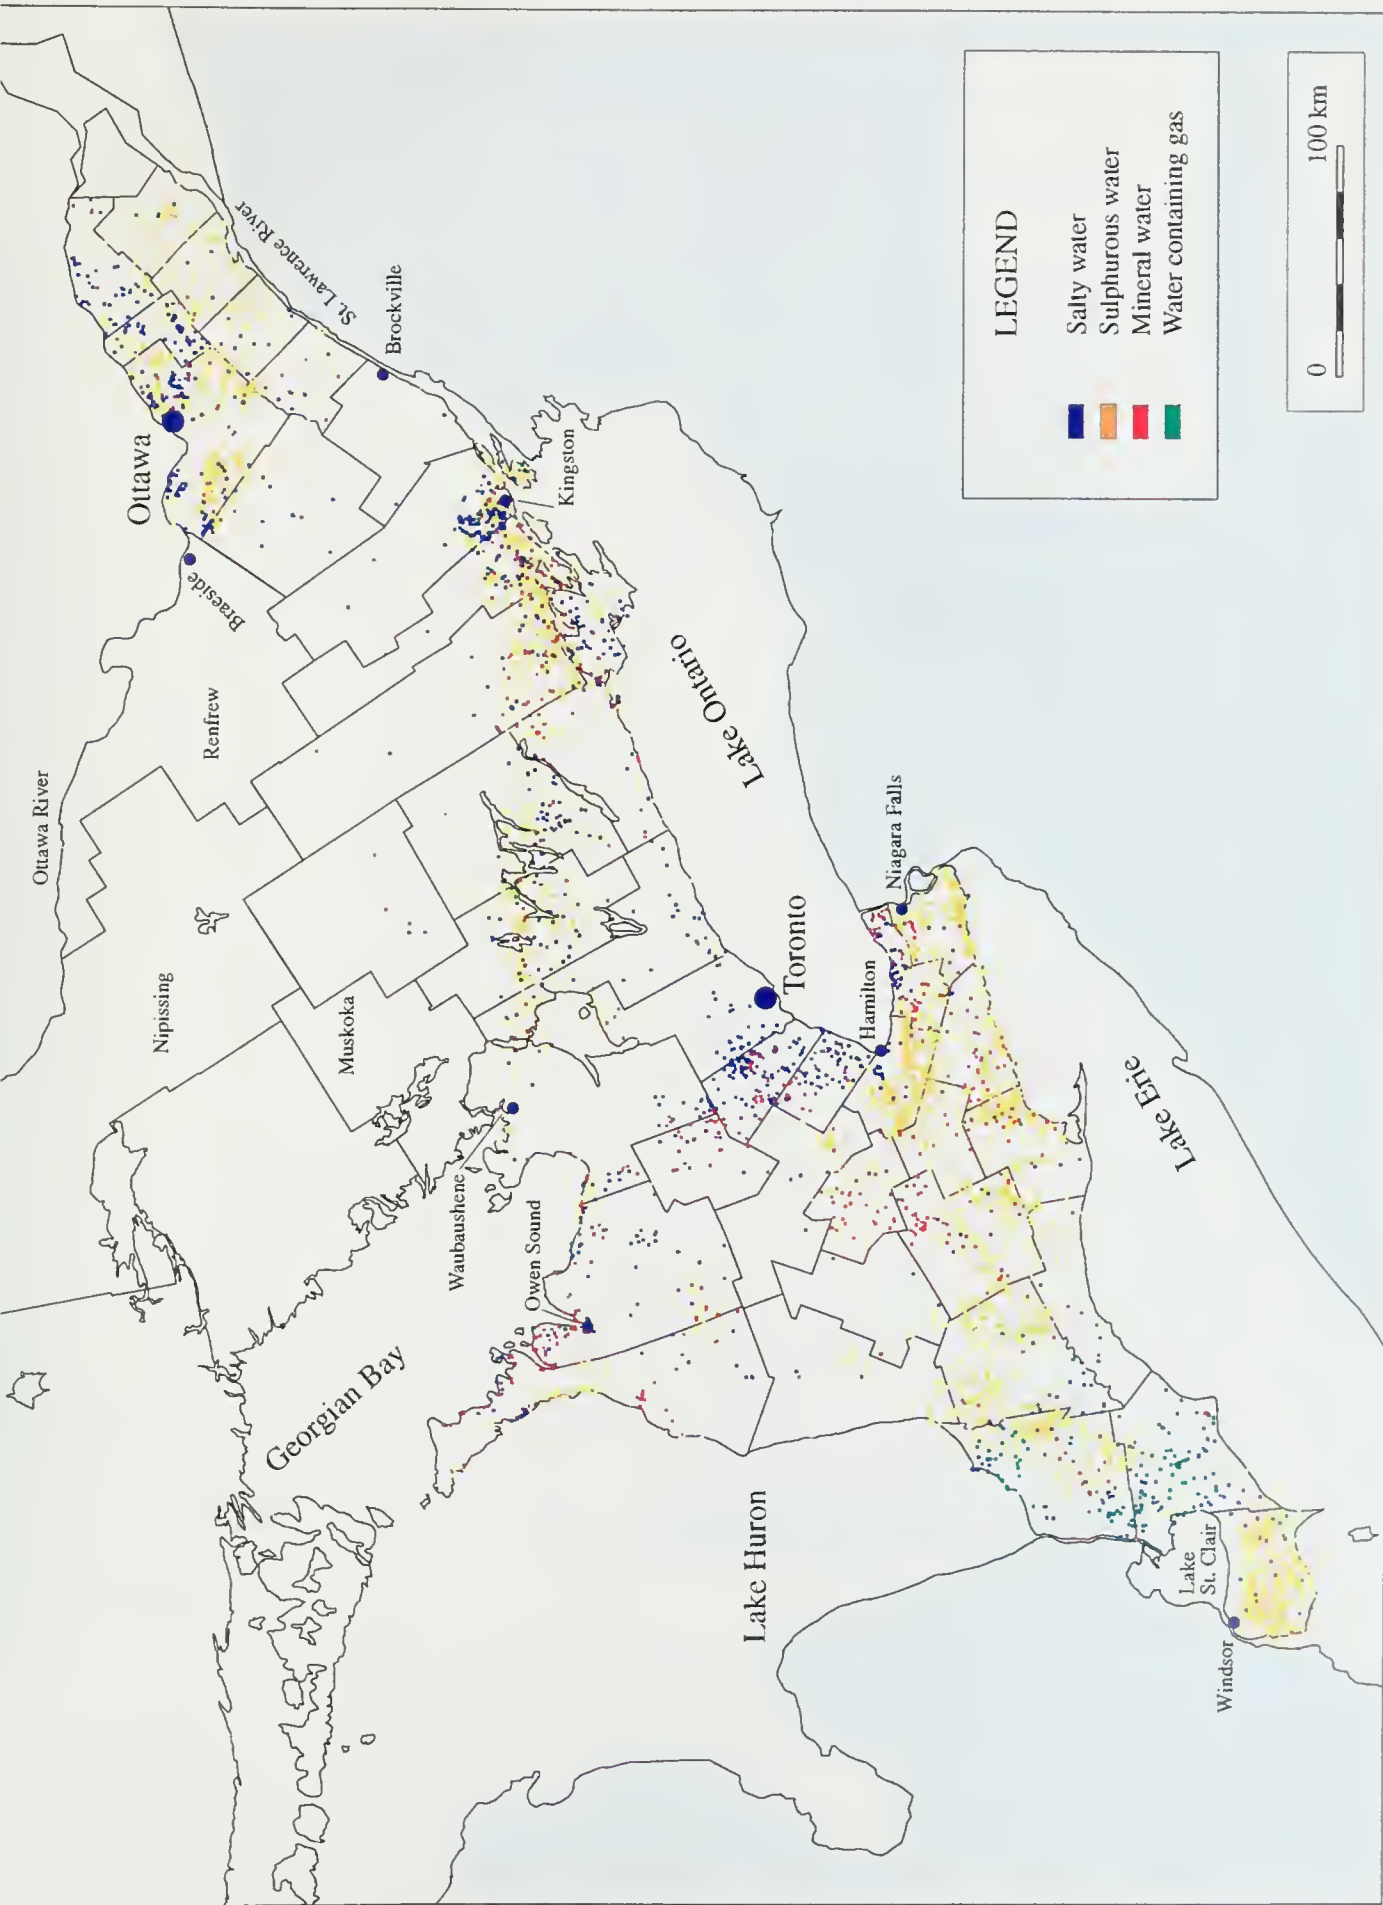 Ottawa River
Nipissing
Renfrew
Braeside
Ottawa
St. Lawrence River
Brockville
Muskoka
Kingston
Waubaushene
Owen Sound
Georgian Bay
Lake Ontario
Toronto
Hamilton
Niagara Falls
Lake Huron
Lake Erie
Lake
St. Clair
Windsor
LEGEND
Salty water
Sulphurous water
Mineral water
Water containing gas
0
100 km